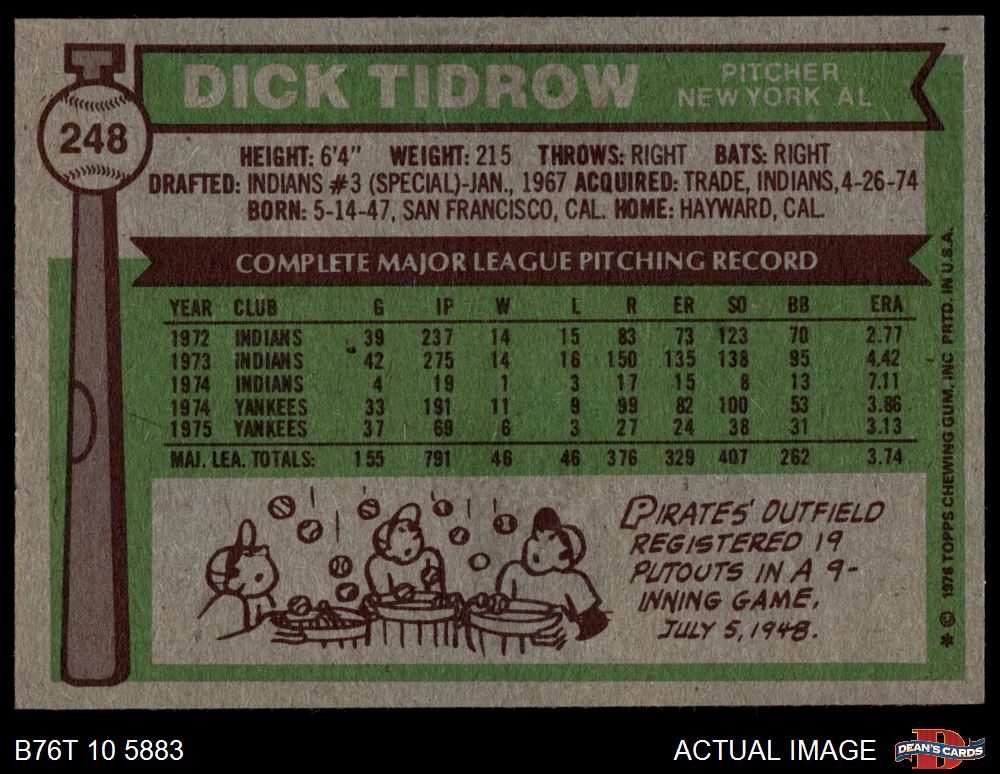 248
DICK TIDROW
PITCHER
NEW YORK AL
HEIGHT: 6'4" WEIGHT: 215 THROWS: RIGHT BATS: RIGHT
DRAFTED: INDIANS #3 (SPECIAL)-JAN., 1967 ACQUIRED: TRADE, INDIANS, 4-26-74
BORN: 5-14-47, SAN FRANCISCO, CAL. HOME: HAYWARD, CAL.
COMPLETE MAJOR LEAGUE PITCHING RECORD
YEAR CLUB G IP W L R ER SO BB ERA
1972 INDIANS 39 237 14 15 83 73 123 70 2.77
1973 INDIANS 42 275 14 16 150 135 138 95 4.42
1974 INDIANS 4 19 1 3 17 15 8 13 7.11
1974 YANKEES 33 191 11 9 99 82 100 53 3.86
1975 YANKEES 37 69 6 3 27 24 38 31 3.13
MAJ. LEA. TOTALS: 155 791 46 46 376 329 407 262 3.74
PIRATES' OUTFIELD
REGISTERED 19
PUTOUTS IN A 9-
INNING GAME,
JULY 5, 1948.
* © 1976 TOPPS CHEWING GUM, INC PRTD. IN U.S.A.
B76T 10 5883
ACTUAL IMAGE
DEAN'S CARDS